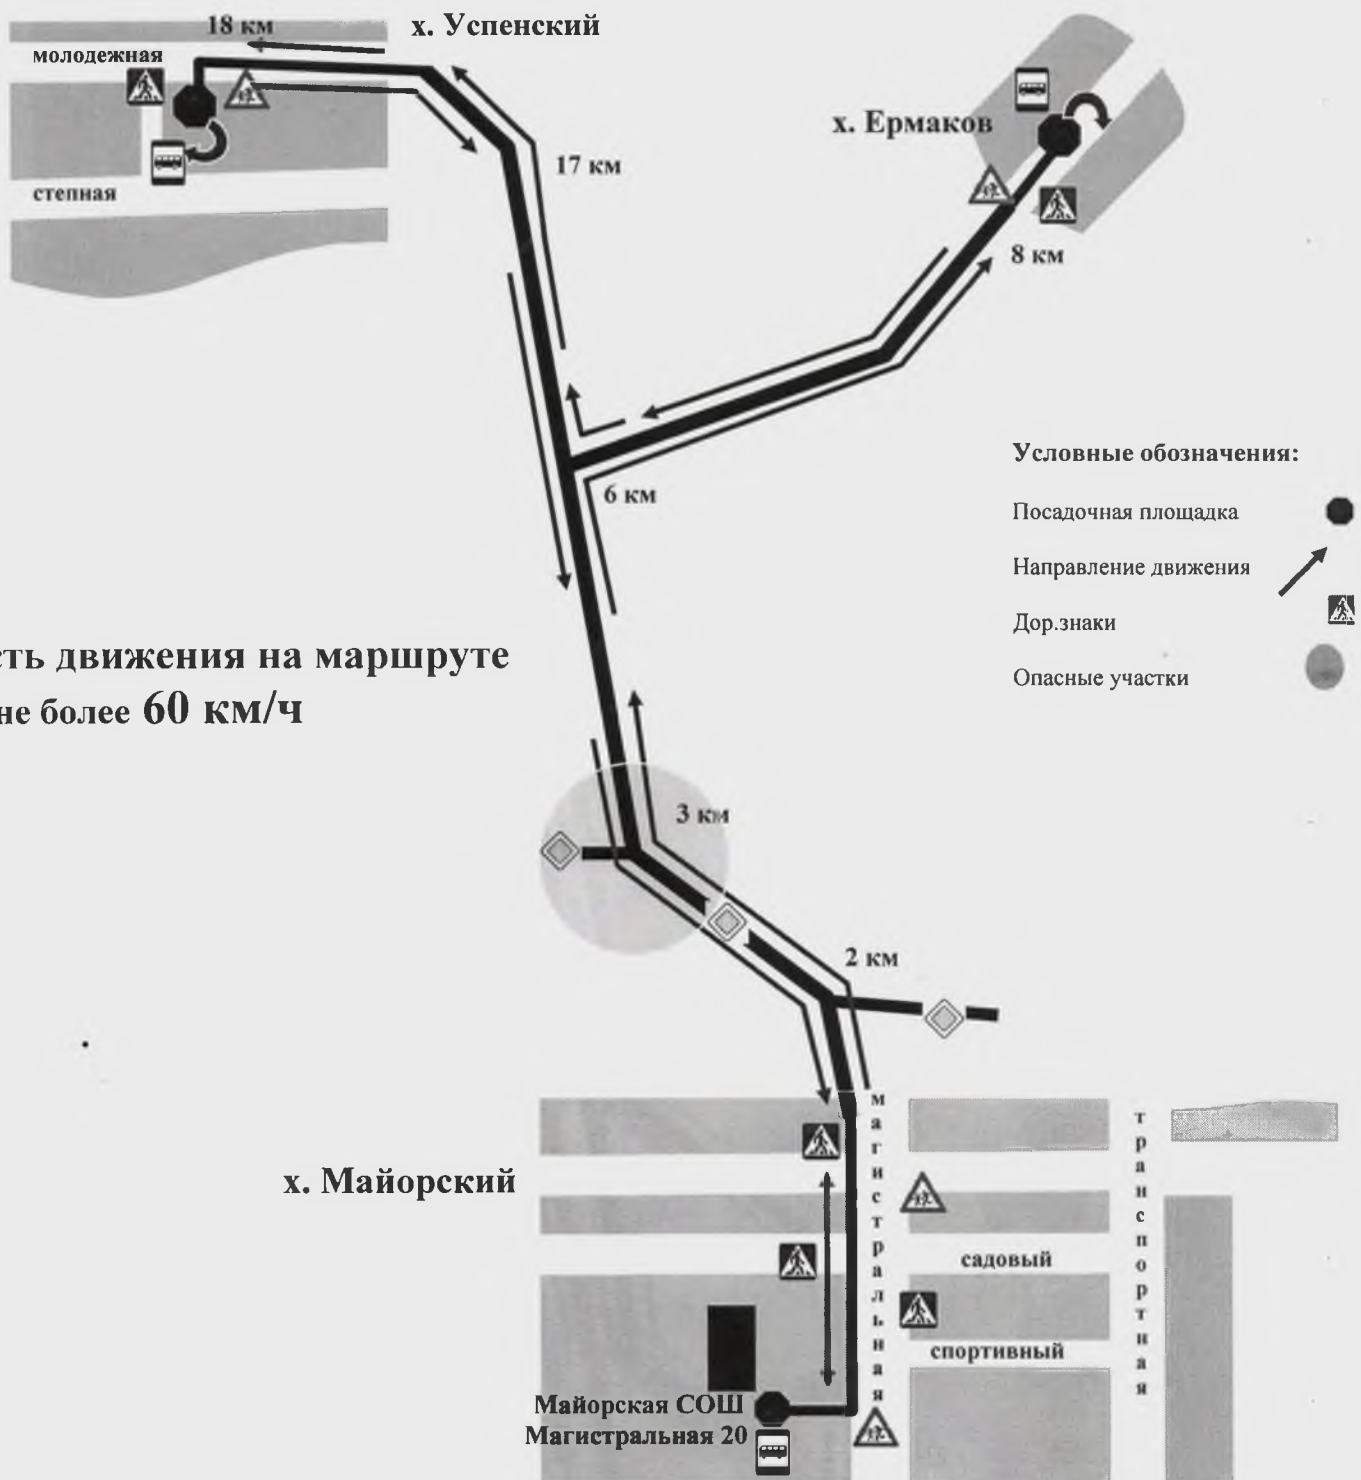 18 км
х. Успенский
молодежная
х. Ермаков
17 км
степная
8 км
Условные обозначения:
6 км
Посадочная площадка
Направление движения
Дор.знаки
сть движения на маршруте
Опасные участки
не более 60 км/ч
3 км
2 км
магистральная
транспортная
х. Майорский
садовый
спортивный
Майорская СОШ
Магистральная 20